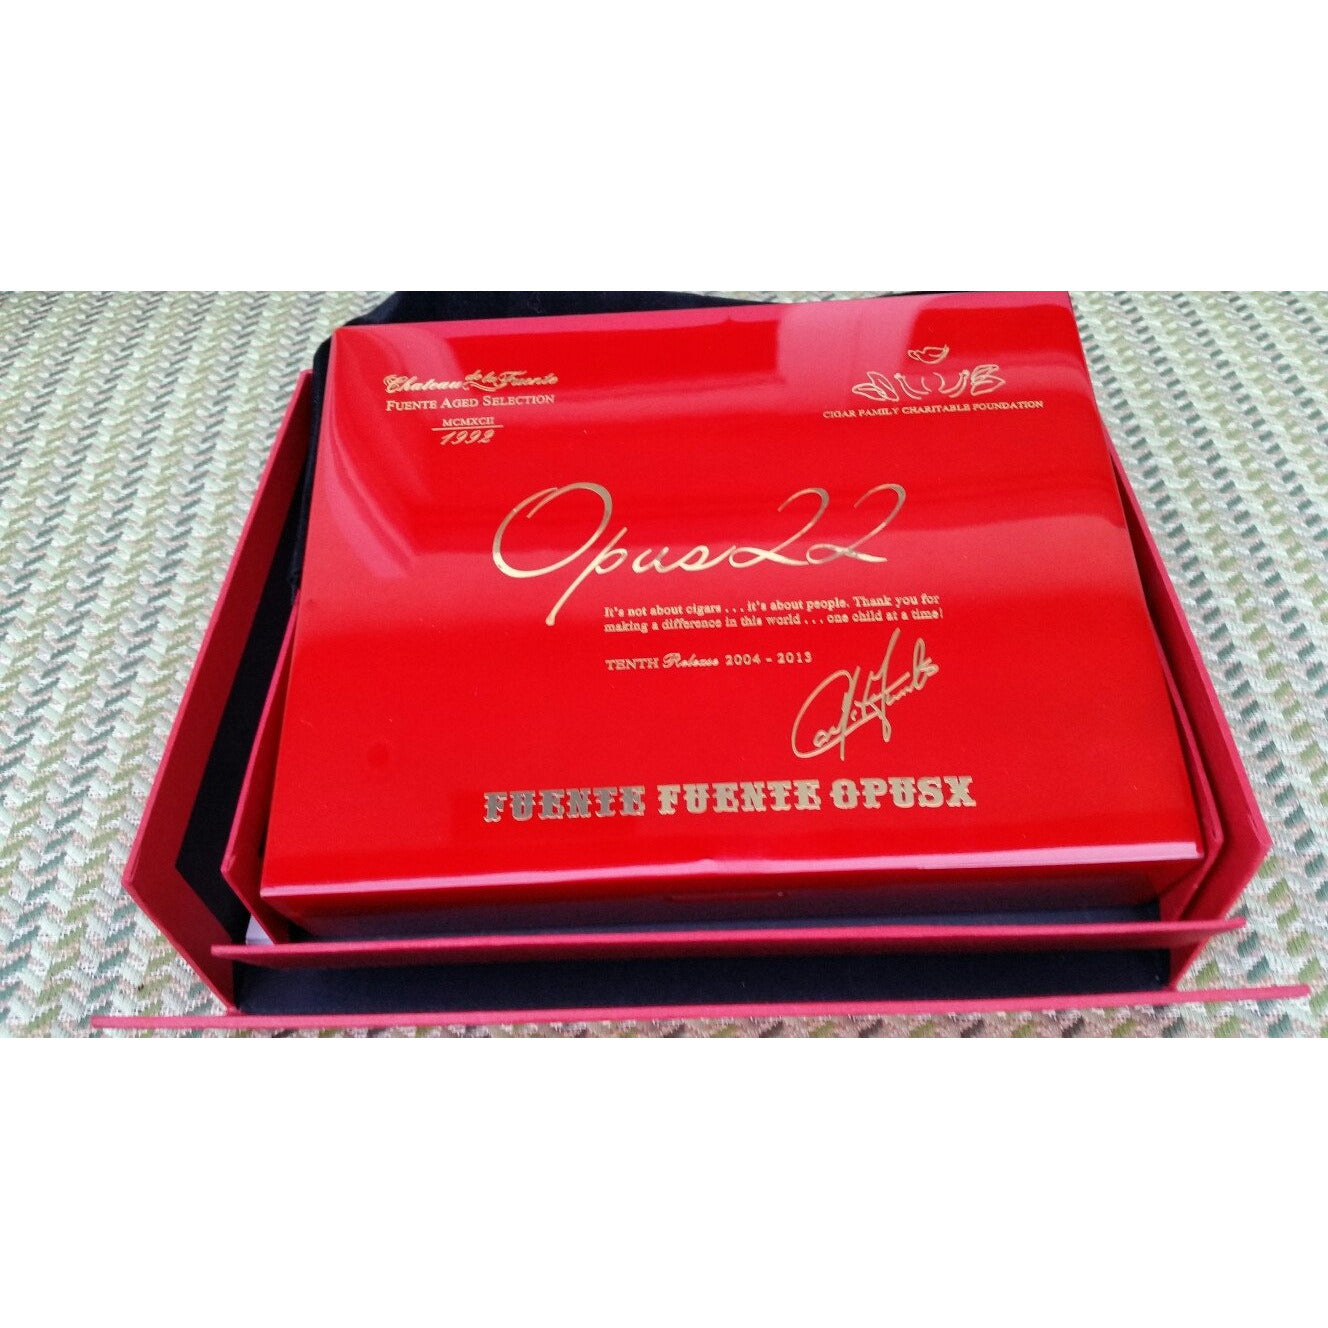 Chateau de la Fuente
FUENTE AGED SELECTION
MCMXCII
1992
CIGAR FAMILY CHARITABLE FOUNDATION
Opus22
It's not about cigars . . . it's about people. Thank you for
making a difference in this world . . . one child at a time!
TENTH Release 2004 - 2013
FUENTE FUENTE OPUSX